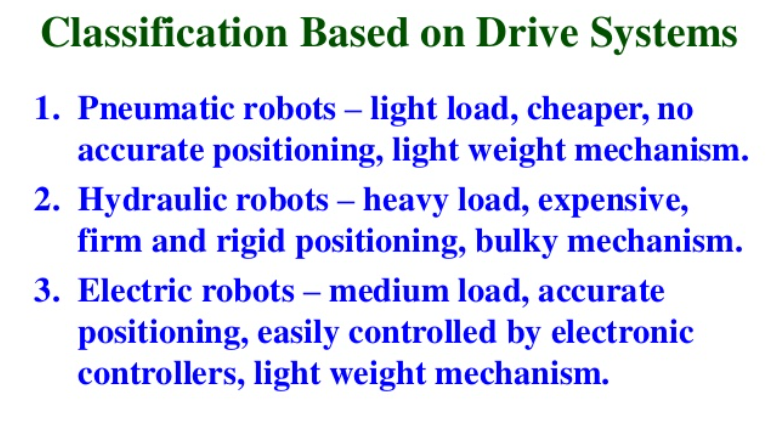 Classification Based on Drive Systems
1. Pneumatic robots – light load, cheaper, no
accurate positioning, light weight mechanism.
2. Hydraulic robots – heavy load, expensive,
firm and rigid positioning, bulky mechanism.
3. Electric robots – medium load, accurate
positioning, easily controlled by electronic
controllers, light weight mechanism.